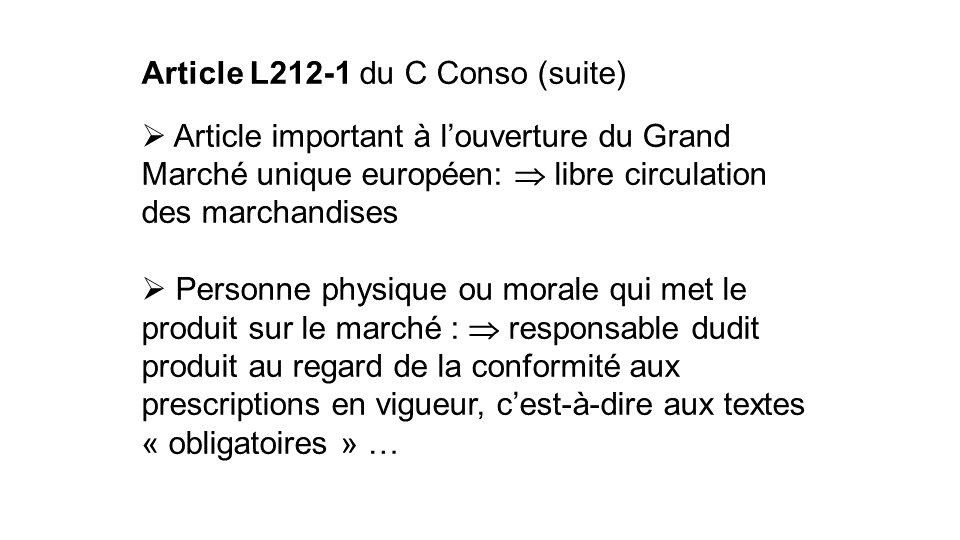 Article L212-1 du C Conso (suite)
➢ Article important à l’ouverture du Grand
Marché unique européen: ⇒ libre circulation
des marchandises
➢ Personne physique ou morale qui met le
produit sur le marché : ⇒ responsable dudit
produit au regard de la conformité aux
prescriptions en vigueur, c’est-à-dire aux textes
« obligatoires » …